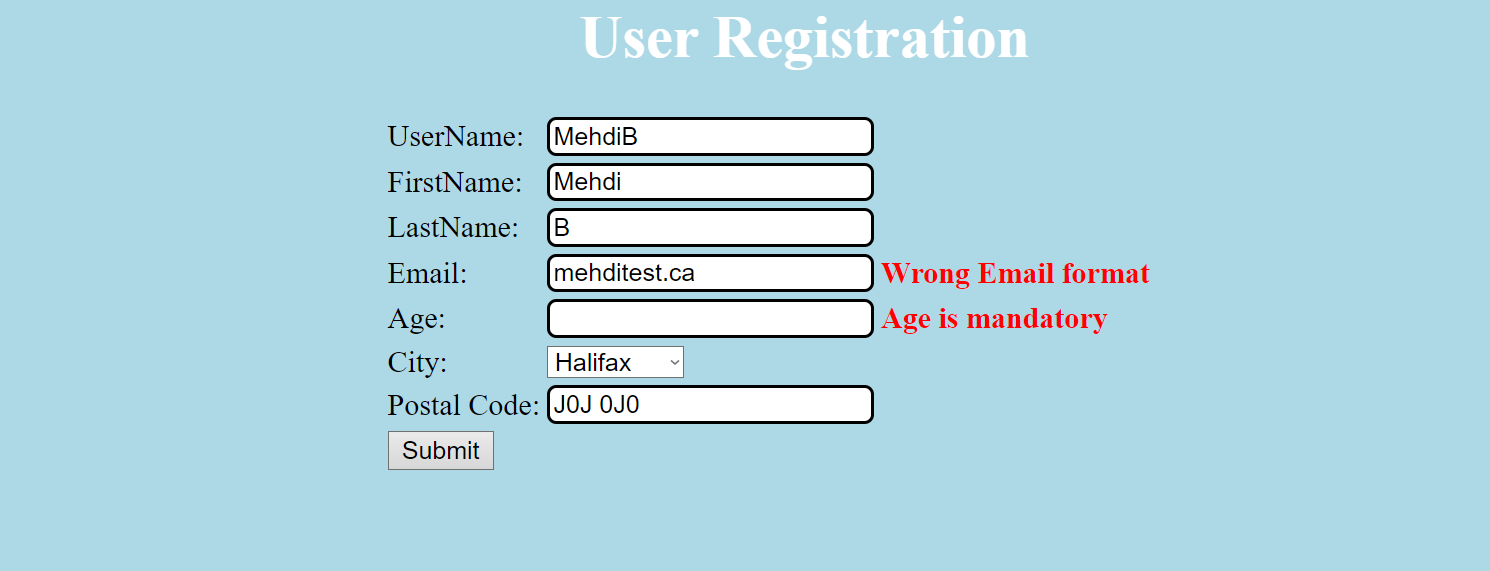 User Registration
UserName: MehdiB
FirstName: Mehdi
LastName: B
Email: mehditest.ca Wrong Email format
Age: Age is mandatory
City: Halifax
Postal Code: J0J 0J0
Submit